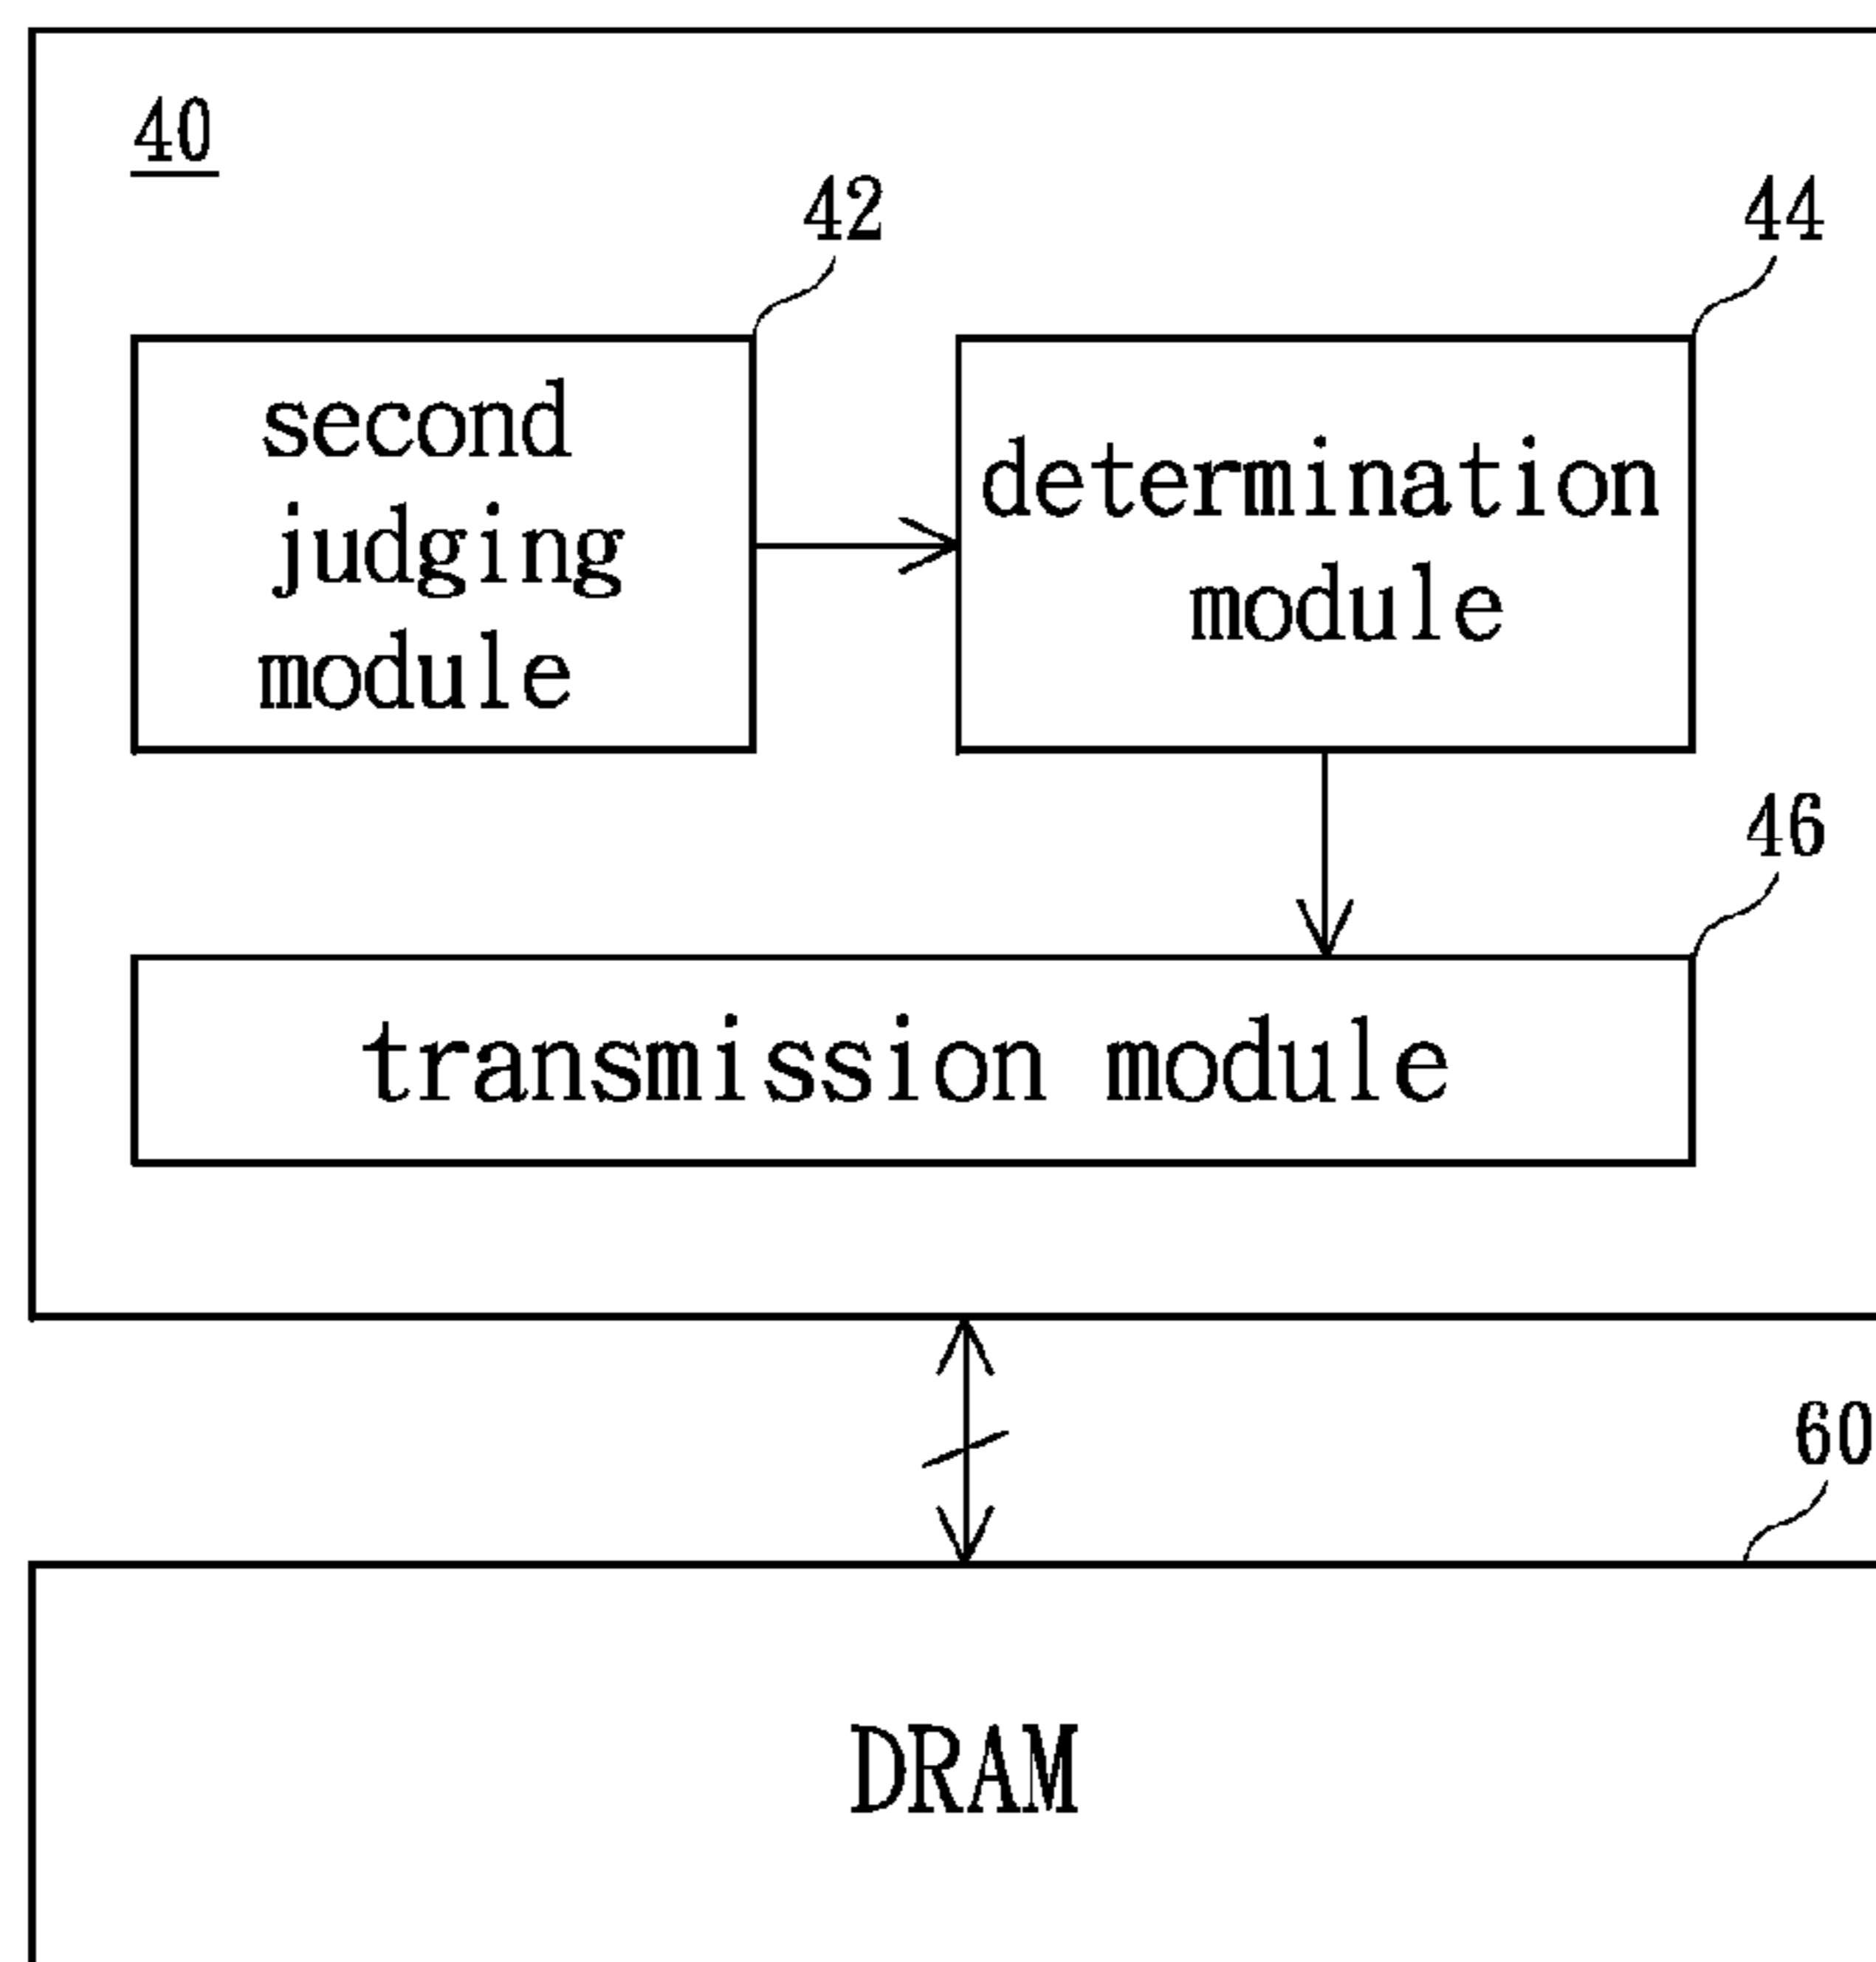 40
42
44
second
judging
module
determination
module
46
transmission module
60
DRAM